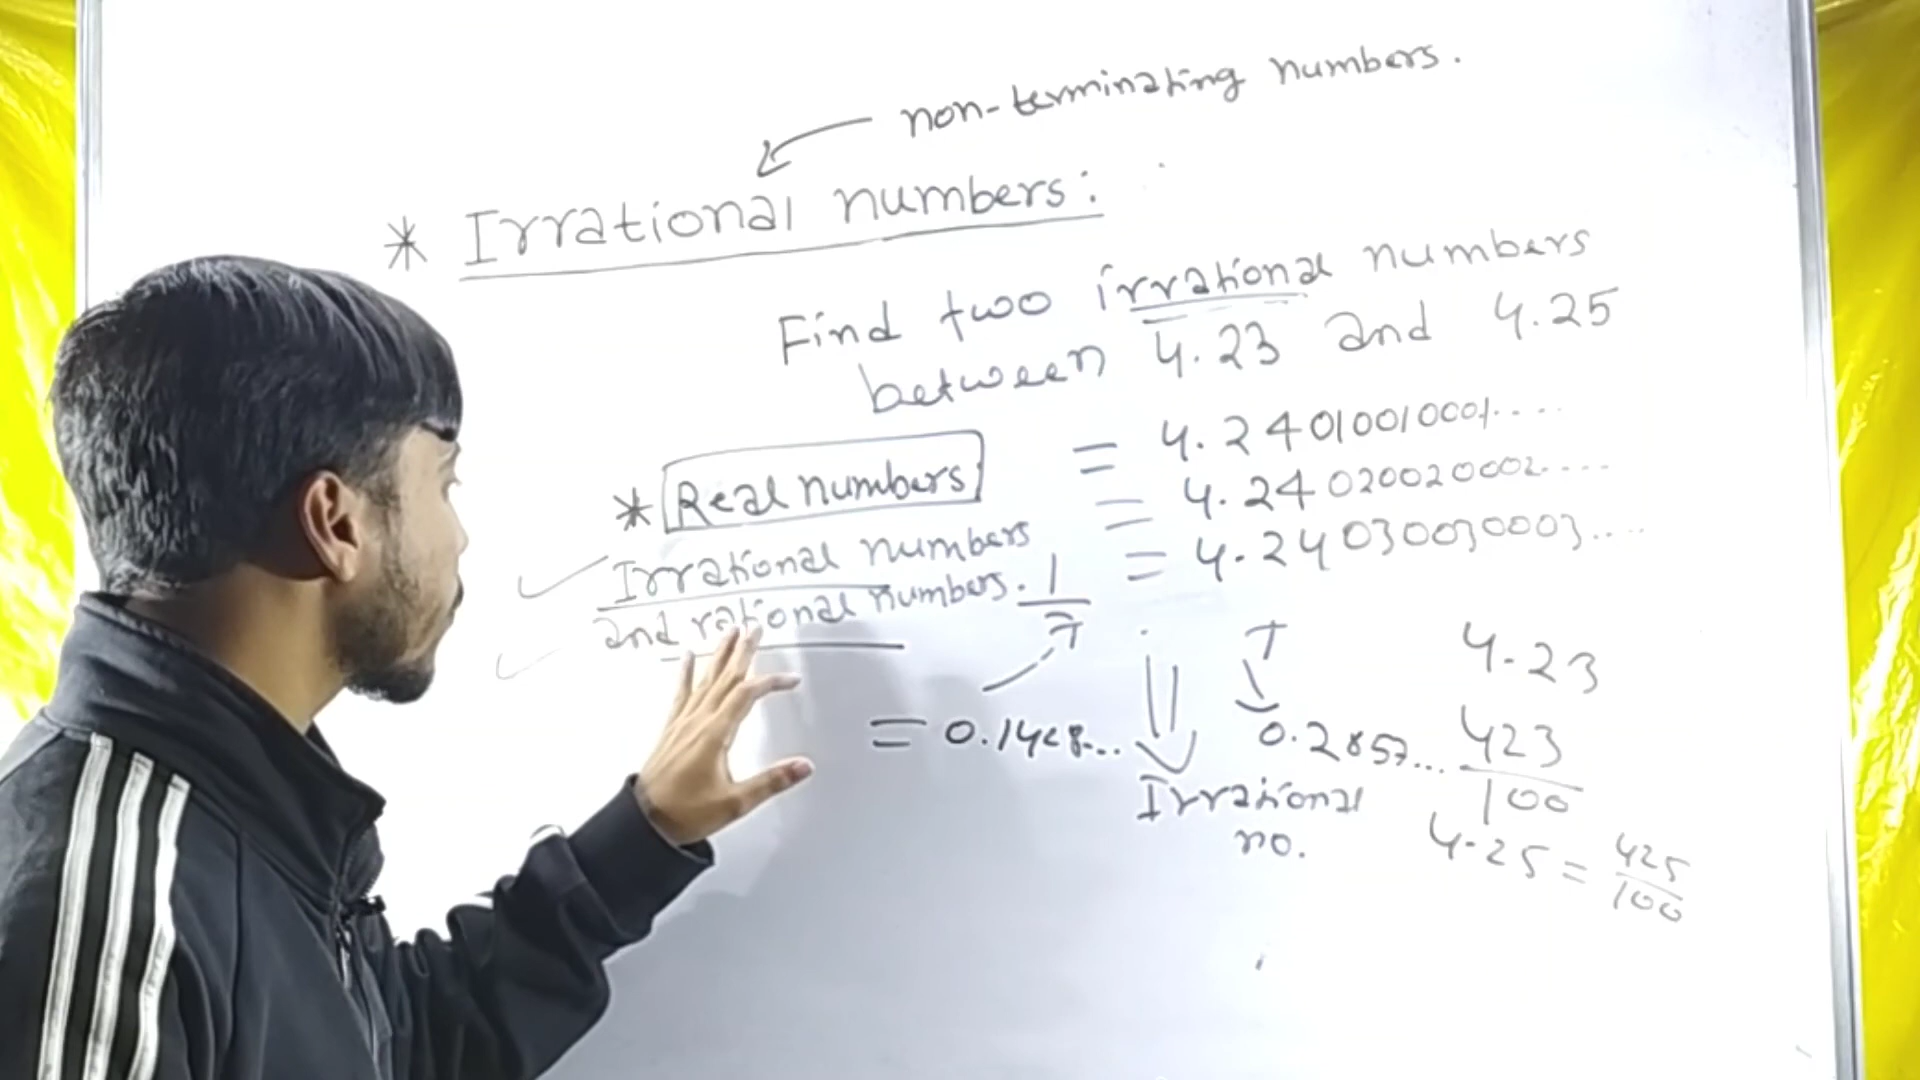 non-terminating numbers.
* Irrational numbers:
Find two irrational numbers
between 4.23 and 4.25
= 4.24010010001....
= 4.24020020002....
= 4.24030030003....
* Real numbers
Irrational numbers
and rational numbers.
1
7
= 0.1428...
0.2857...
Irrational
no.
4.23
423
100
4.25 = 425
100